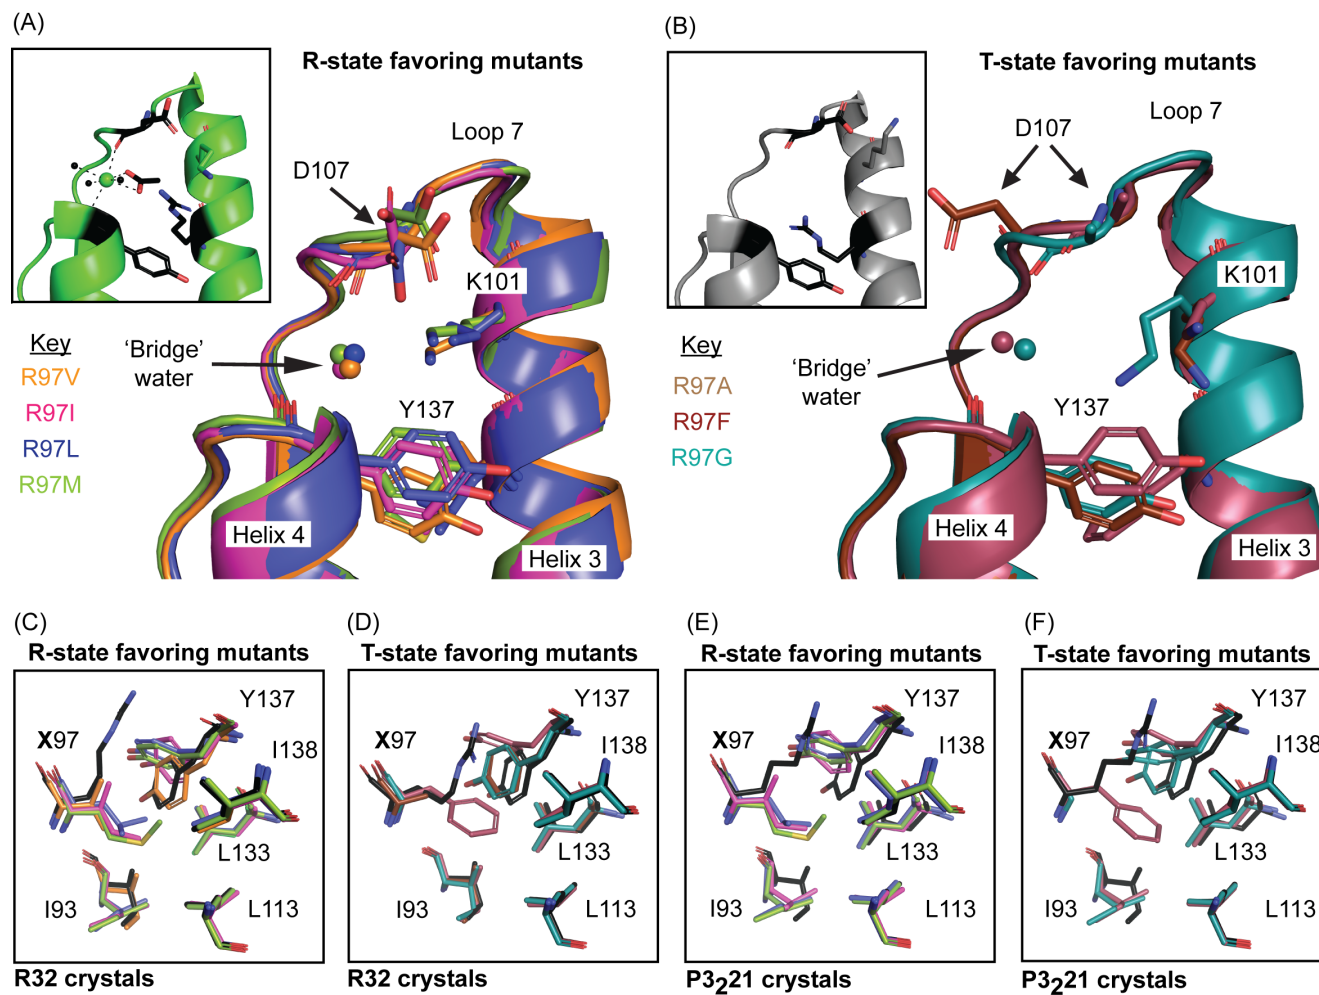 (A)
R-state favoring mutants
Loop 7
D107
K101
'Bridge'
water
Key
R97V
R97I
R97L
R97M
Y137
Helix 4
Helix 3
(B)
T-state favoring mutants
Loop 7
D107
K101
'Bridge'
water
Key
R97A
R97F
R97G
Y137
Helix 4
Helix 3
(C)
R-state favoring mutants
Y137
X97
I138
L133
I93
L113
R32 crystals
(D)
T-state favoring mutants
Y137
X97
I138
L133
I93
L113
R32 crystals
(E)
R-state favoring mutants
Y137
X97
I138
L133
I93
L113
P3221 crystals
(F)
T-state favoring mutants
Y137
X97
I138
L133
I93
L113
P3221 crystals